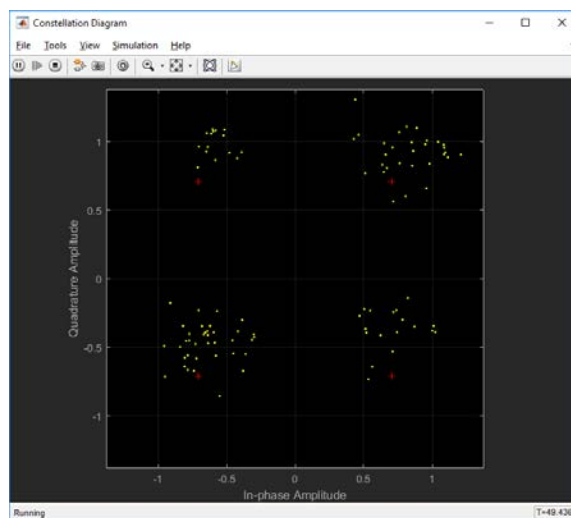 Constellation Diagram
File Tools View Simulation Help
1
0.5
0
-0.5
-1
Quadrature Amplitude
-1 -0.5 0 0.5 1
In-phase Amplitude
Running